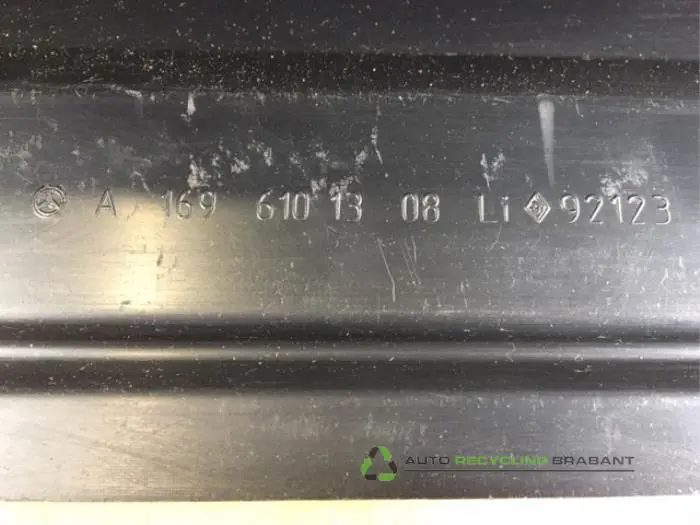 A 169 610 13 08 Li 92123
AUTO RECYCLING BRABANT